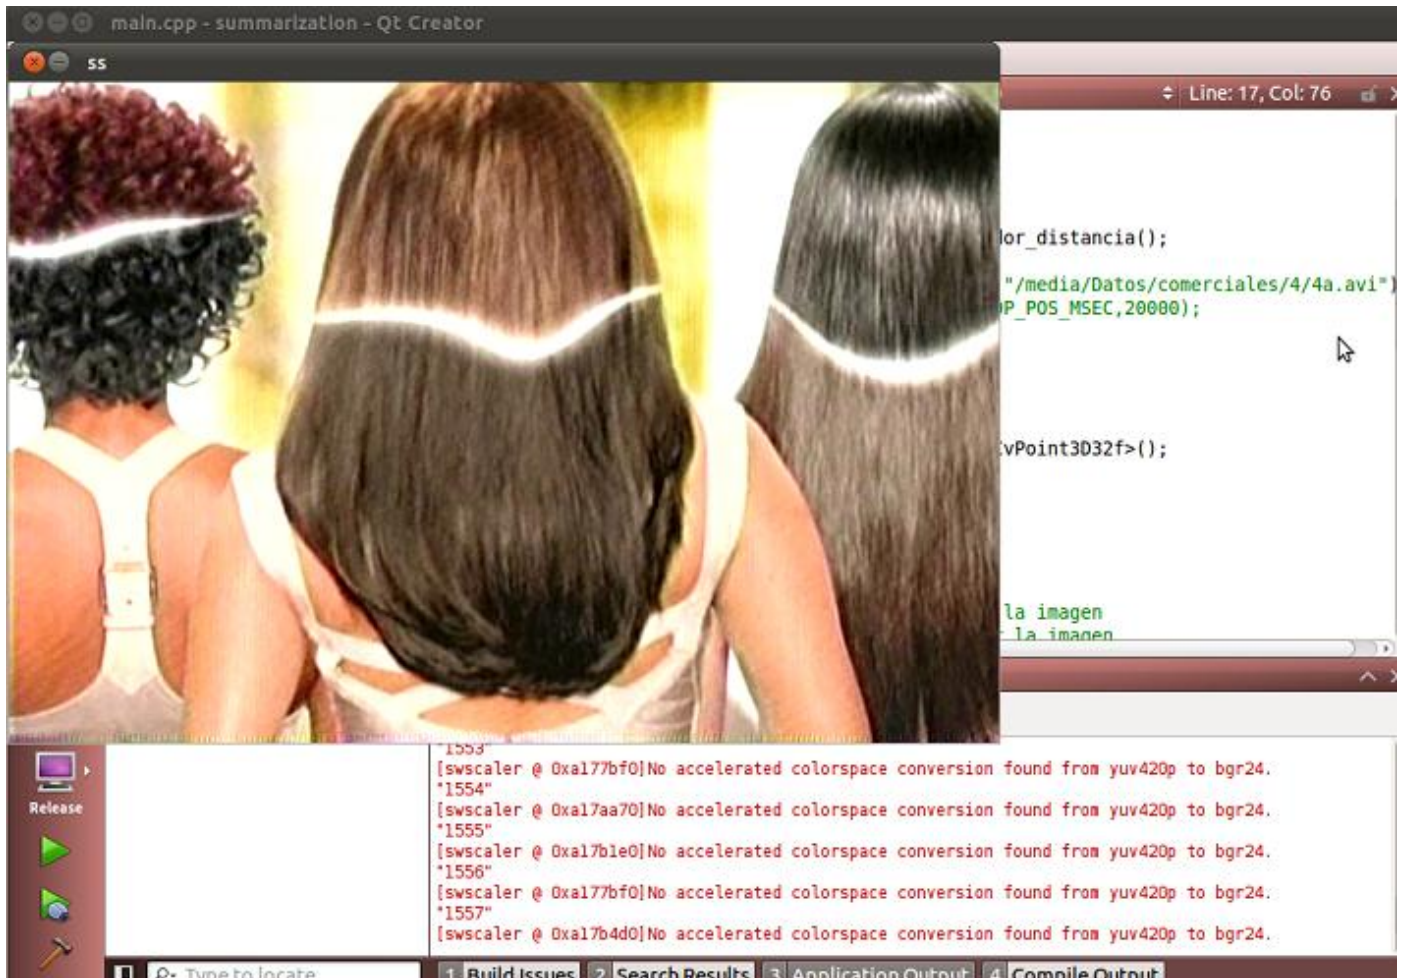 main.cpp - summarization - Qt Creator
ss
Line: 17, Col: 76
dor_distancia();
"/media/Datos/comerciales/4/4a.avi")
P_POS_MSEC,20000);
vPoint3D32f>();
la imagen
la imagen
"1553"
[swscaler @ 0xa177bf0]No accelerated colorspace conversion found from yuv420p to bgr24.
"1554"
[swscaler @ 0xa17aa70]No accelerated colorspace conversion found from yuv420p to bgr24.
"1555"
[swscaler @ 0xa17b1e0]No accelerated colorspace conversion found from yuv420p to bgr24.
"1556"
[swscaler @ 0xa177bf0]No accelerated colorspace conversion found from yuv420p to bgr24.
"1557"
[swscaler @ 0xa17b4d0]No accelerated colorspace conversion found from yuv420p to bgr24.
Release
Type to locate
1 Build Issues 2 Search Results 3 Application Output 4 Compile Output